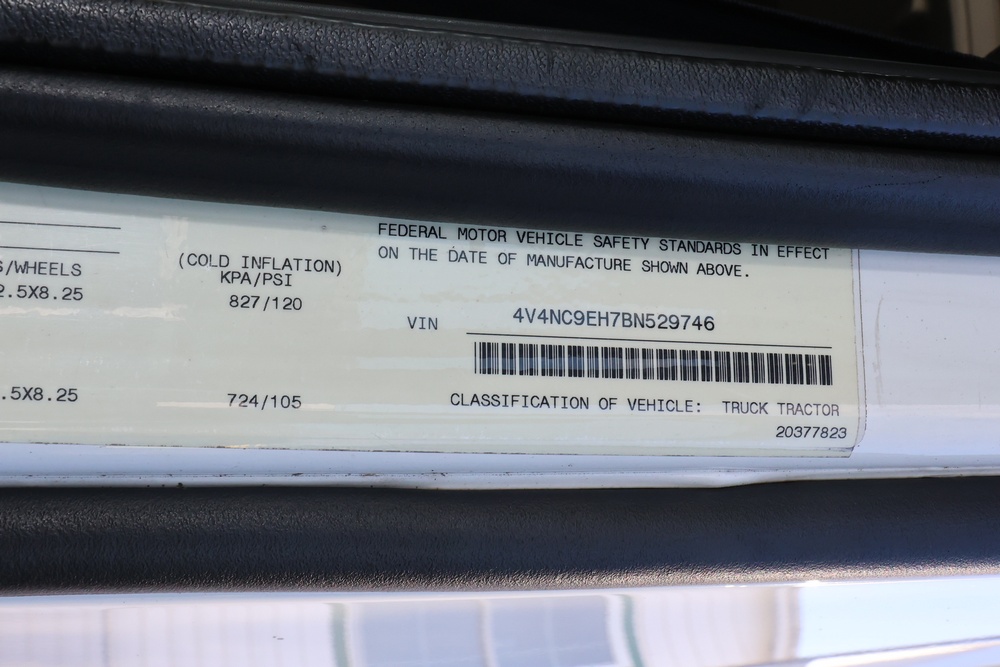 FEDERAL MOTOR VEHICLE SAFETY STANDARDS IN EFFECT
ON THE DATE OF MANUFACTURE SHOWN ABOVE.
S/WHEELS
(COLD INFLATION)
KPA/PSI
2.5X8.25
827/120
VIN 4V4NC9EH7BN529746
.5X8.25
724/105
CLASSIFICATION OF VEHICLE: TRUCK TRACTOR
20377823